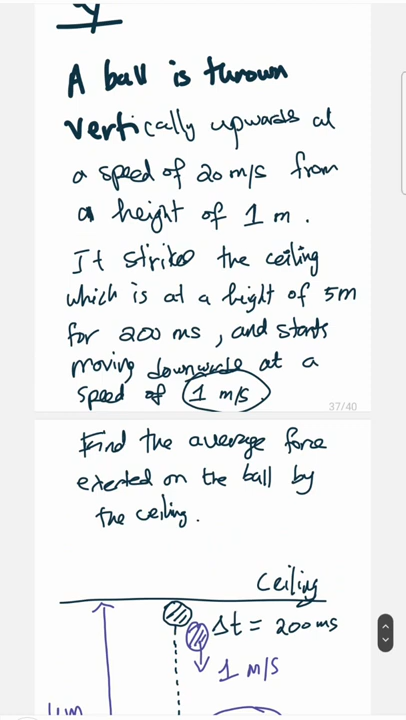 y
A ball is thrown
vertically upwards at
a speed of 20 m/s from
a height of 1 m.
It strikes the ceiling
which is at a hight of 5m
for 200 ms, and starts
moving downwards at a
speed of 1 m/s.
37/40
Find the average force
exerted on the ball by
the ceiling.
ceiling
Δt = 200 ms
1 m/s